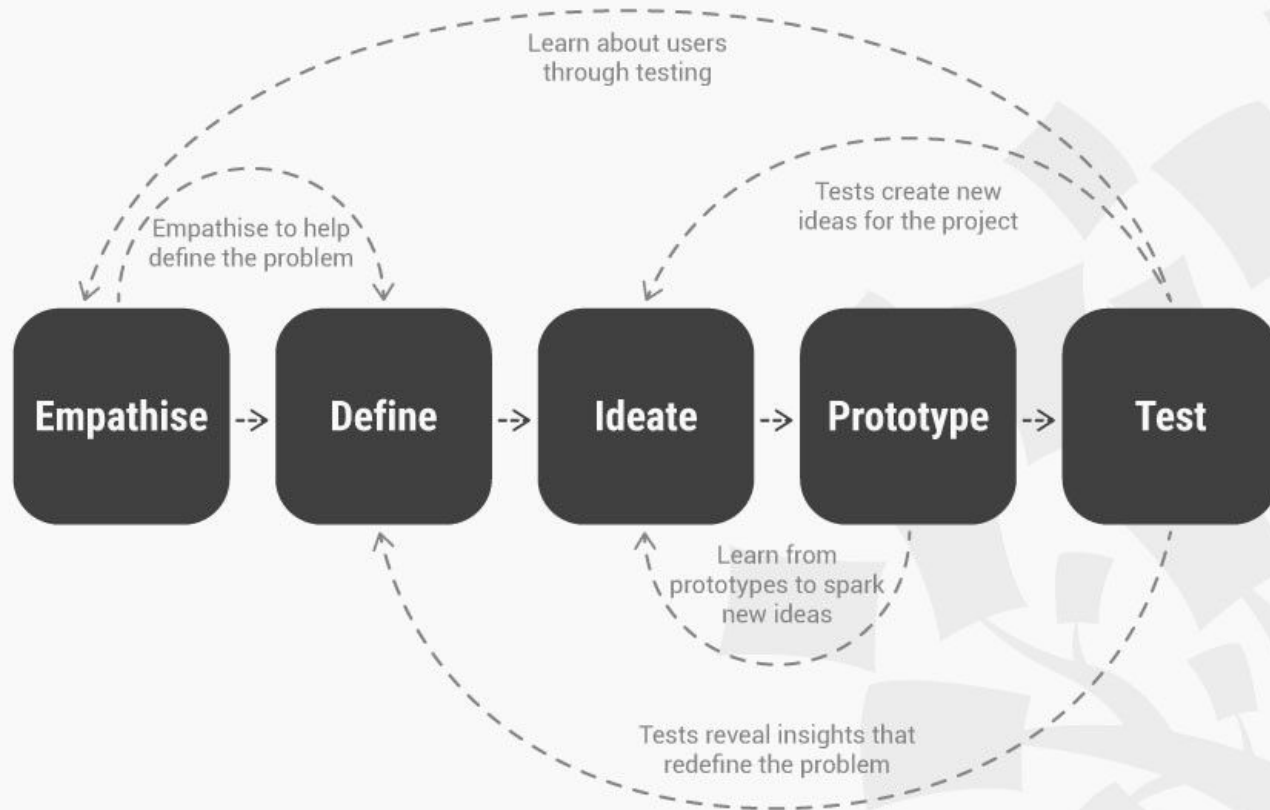 Learn about users
through testing
Tests create new
ideas for the project
Empathise to help
define the problem
Empathise
Define
Ideate
Prototype
Test
Learn from
prototypes to spark
new ideas
Tests reveal insights that
redefine the problem